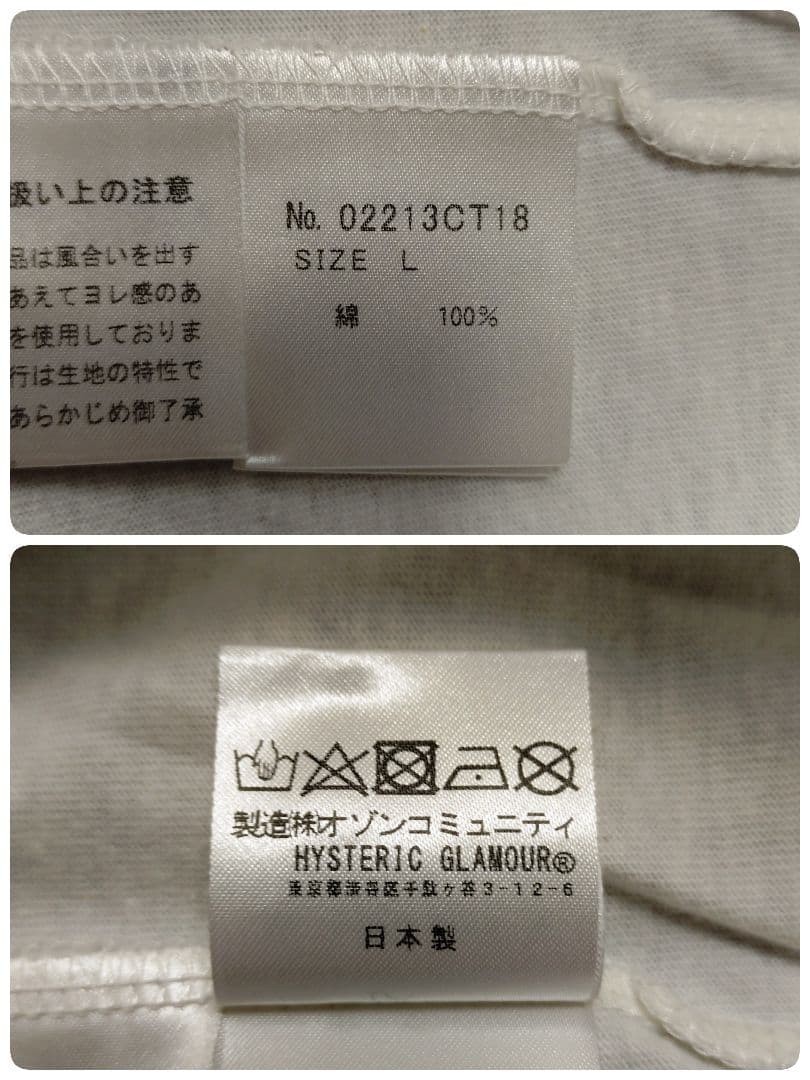 扱い上の注意
品は風合いを出す
あえてヨレ感のあ
を使用しておりま
行は生地の特性で
あらかじめ御了承
No. 02213CT18
SIZE L
綿 100%
製造(株)オゾンコミュニティ
HYSTERIC GLAMOUR®
東京都渋谷区千駄ヶ谷3-12-6
日本製